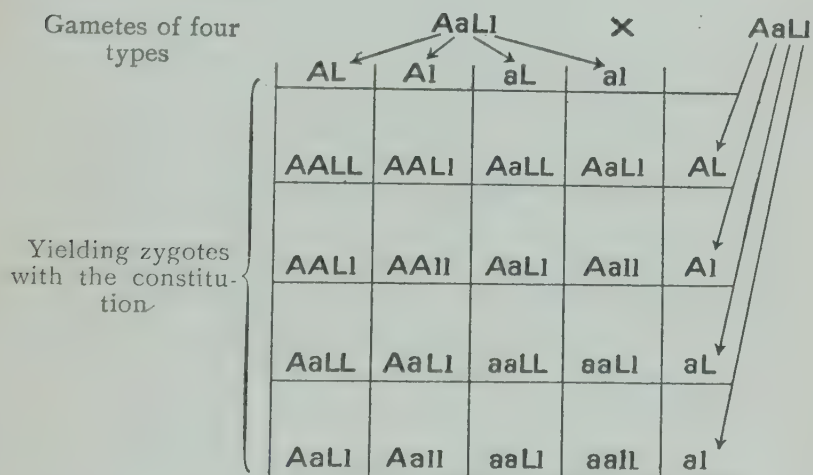 Gametes of four types
AaLl × AaLl
AL Al aL al
AALL AALl AaLL AaLl AL
Yielding zygotes with the constitution
AALl AAll AaLl Aall Al
AaLL AaLl aaLL aaLl aL
AaLl Aall aaLl aall al